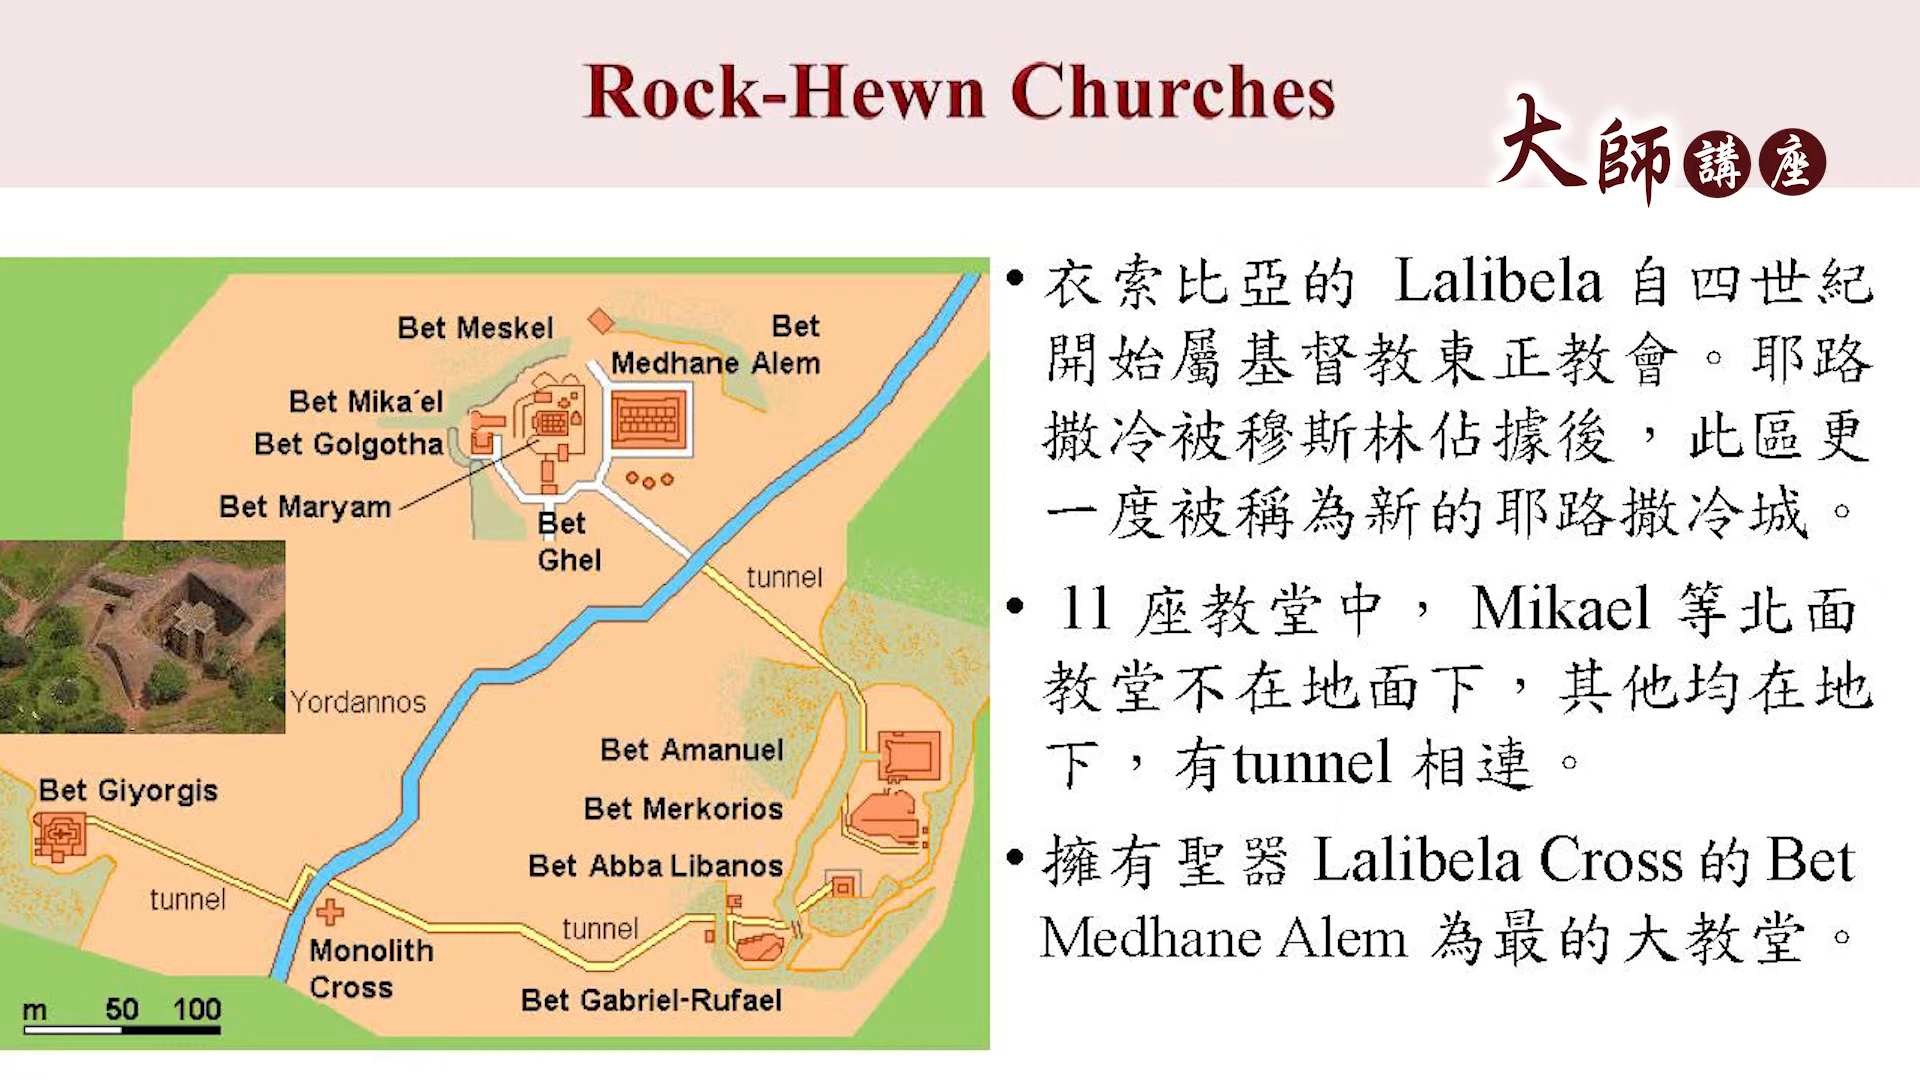 Rock-Hewn Churches
大師講座
Bet Meskel
Bet
Medhane Alem
Bet Mika´el
Bet Golgotha
Bet Maryam
Bet
Ghel
tunnel
Yordannos
Bet Amanuel
Bet Giyorgis
Bet Merkorios
Bet Abba Libanos
tunnel
tunnel
Monolith
Cross
Bet Gabriel-Rufael
m 50 100
• 衣索比亞的 Lalibela 自四世紀
開始屬基督教東正教會。耶路
撒冷被穆斯林佔據後，此區更
一度被稱為新的耶路撒冷城。
• 11 座教堂中， Mikael 等北面
教堂不在地面下，其他均在地
下，有tunnel 相連。
• 擁有聖器 Lalibela Cross 的 Bet
Medhane Alem 為最的大教堂。